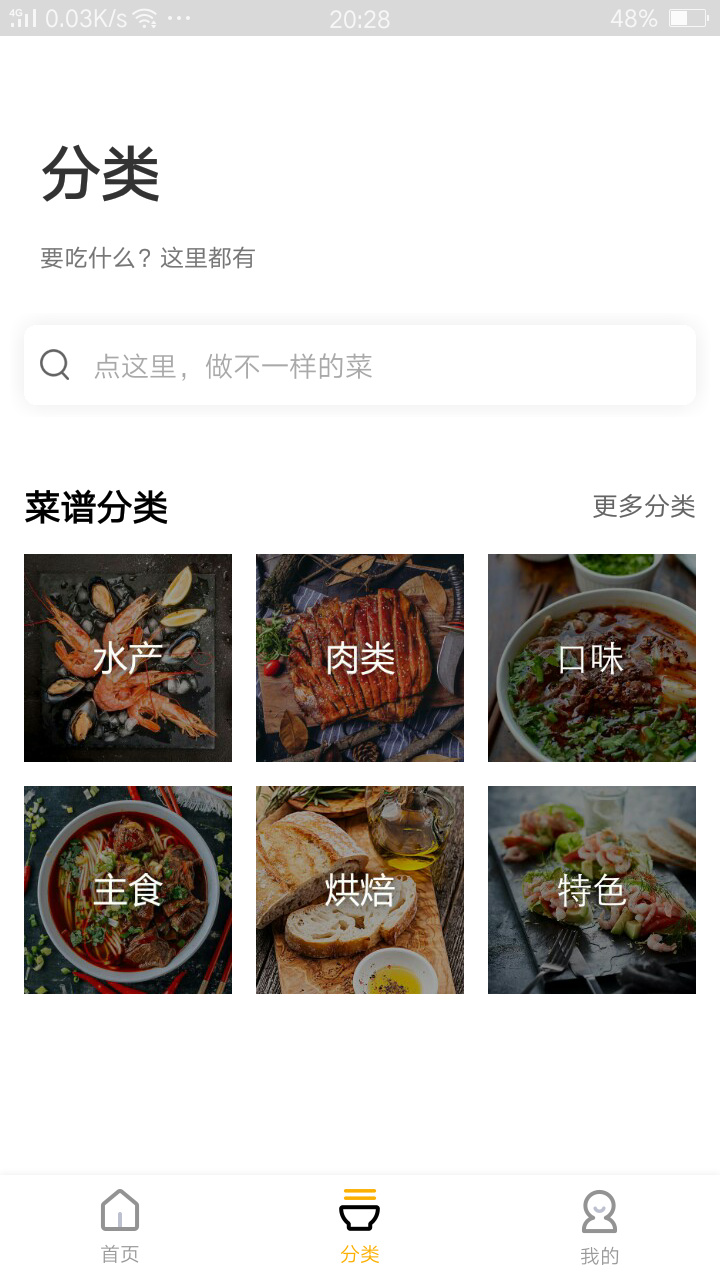 4G 0.03K/s 20:28 48%
分类
要吃什么？这里都有
点这里，做不一样的菜
菜谱分类 更多分类
水产 肉类 口味
主食 烘焙 特色
首页 分类 我的